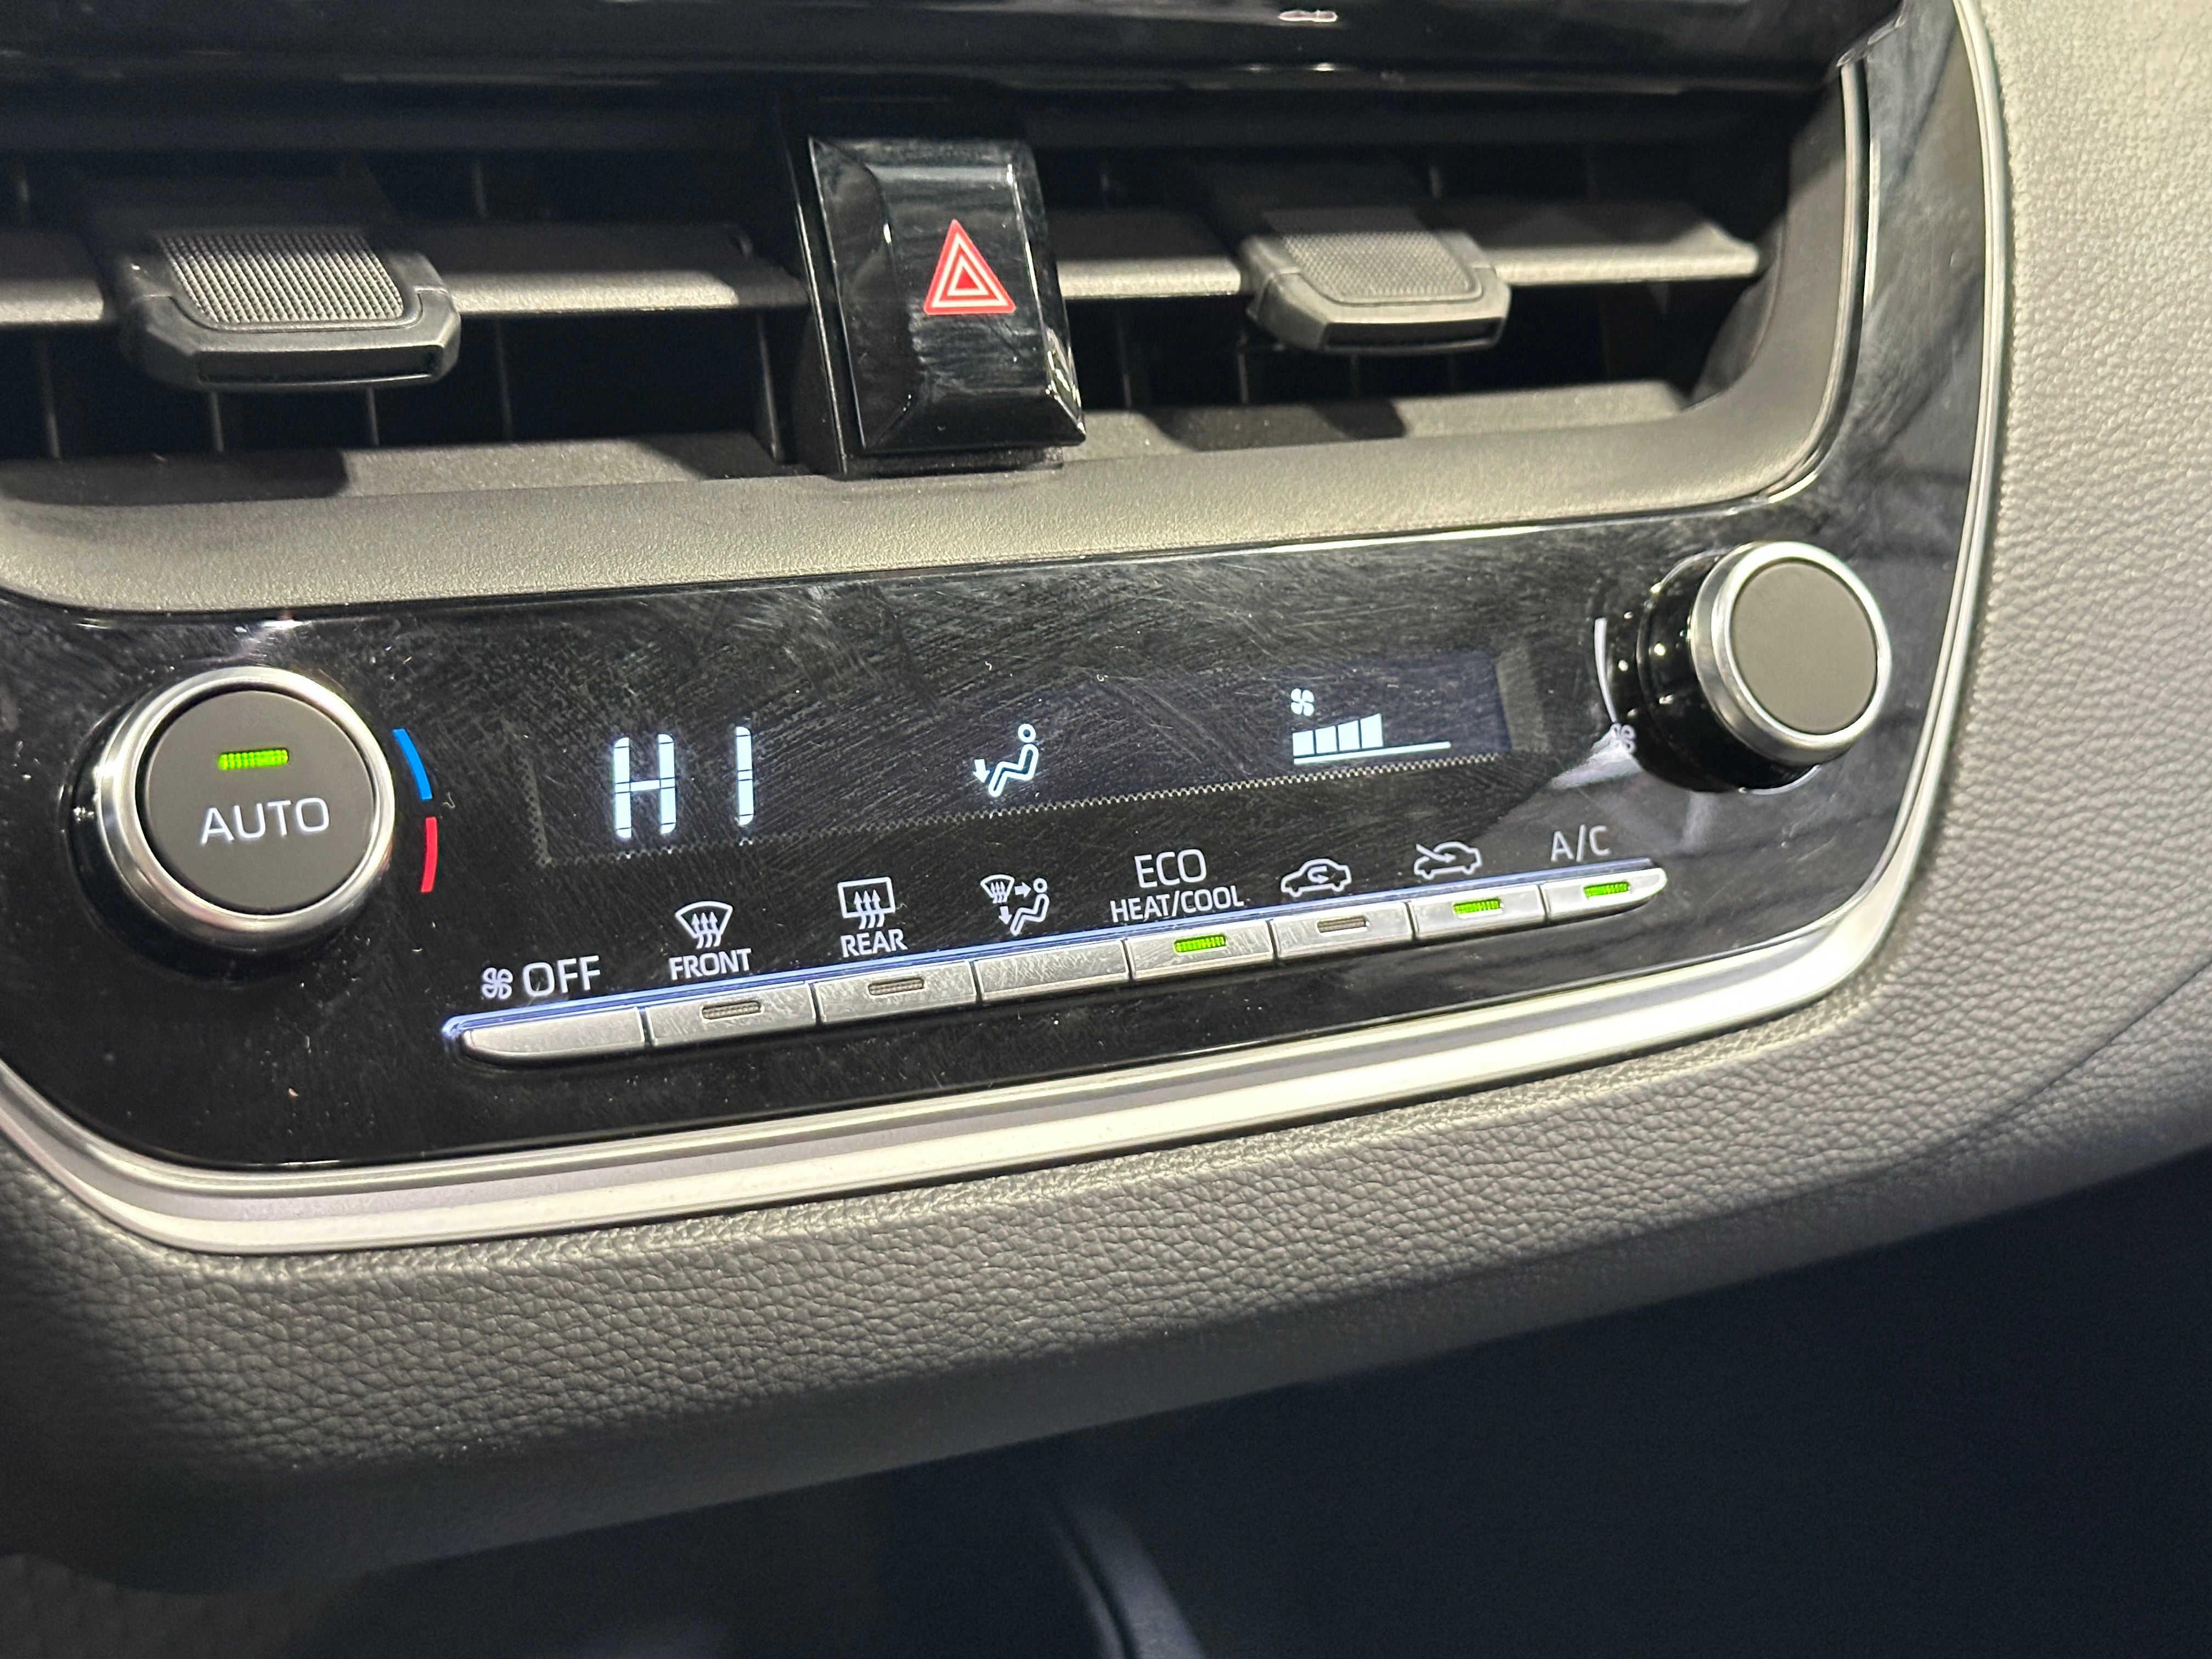 AUTO
HI
OFF
FRONT
REAR
ECO
HEAT/COOL
A/C